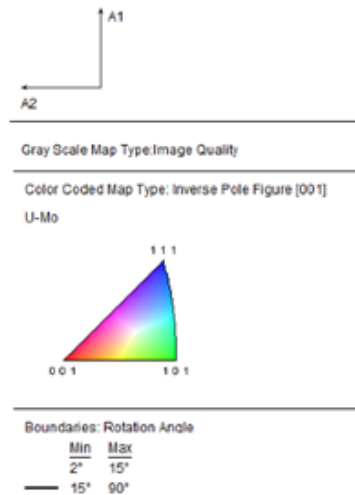 A1
A2
Gray Scale Map Type:Image Quality
Color Coded Map Type: Inverse Pole Figure [001]
U-Mo
1 1 1
0 0 1 1 0 1
Boundaries: Rotation Angle
Min Max
2° 15°
15° 90°